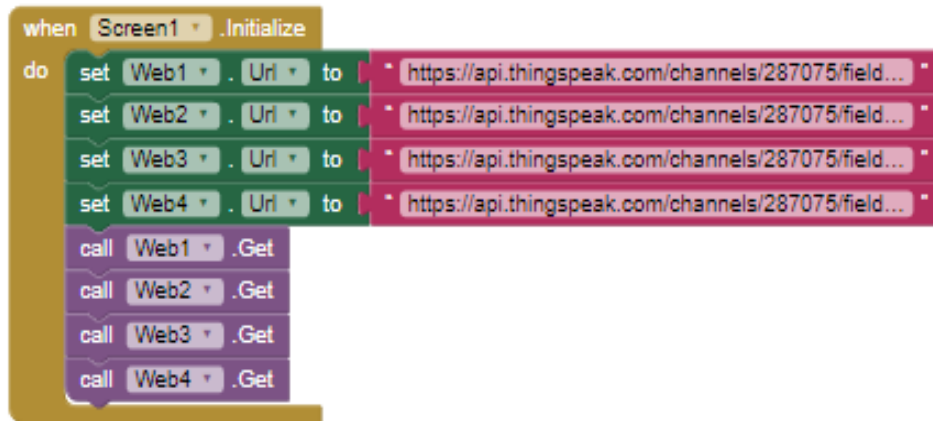 when Screen1 .Initialize
do set Web1 . Url to " https://api.thingspeak.com/channels/287075/field... "
set Web2 . Url to " https://api.thingspeak.com/channels/287075/field... "
set Web3 . Url to " https://api.thingspeak.com/channels/287075/field... "
set Web4 . Url to " https://api.thingspeak.com/channels/287075/field... "
call Web1 .Get
call Web2 .Get
call Web3 .Get
call Web4 .Get